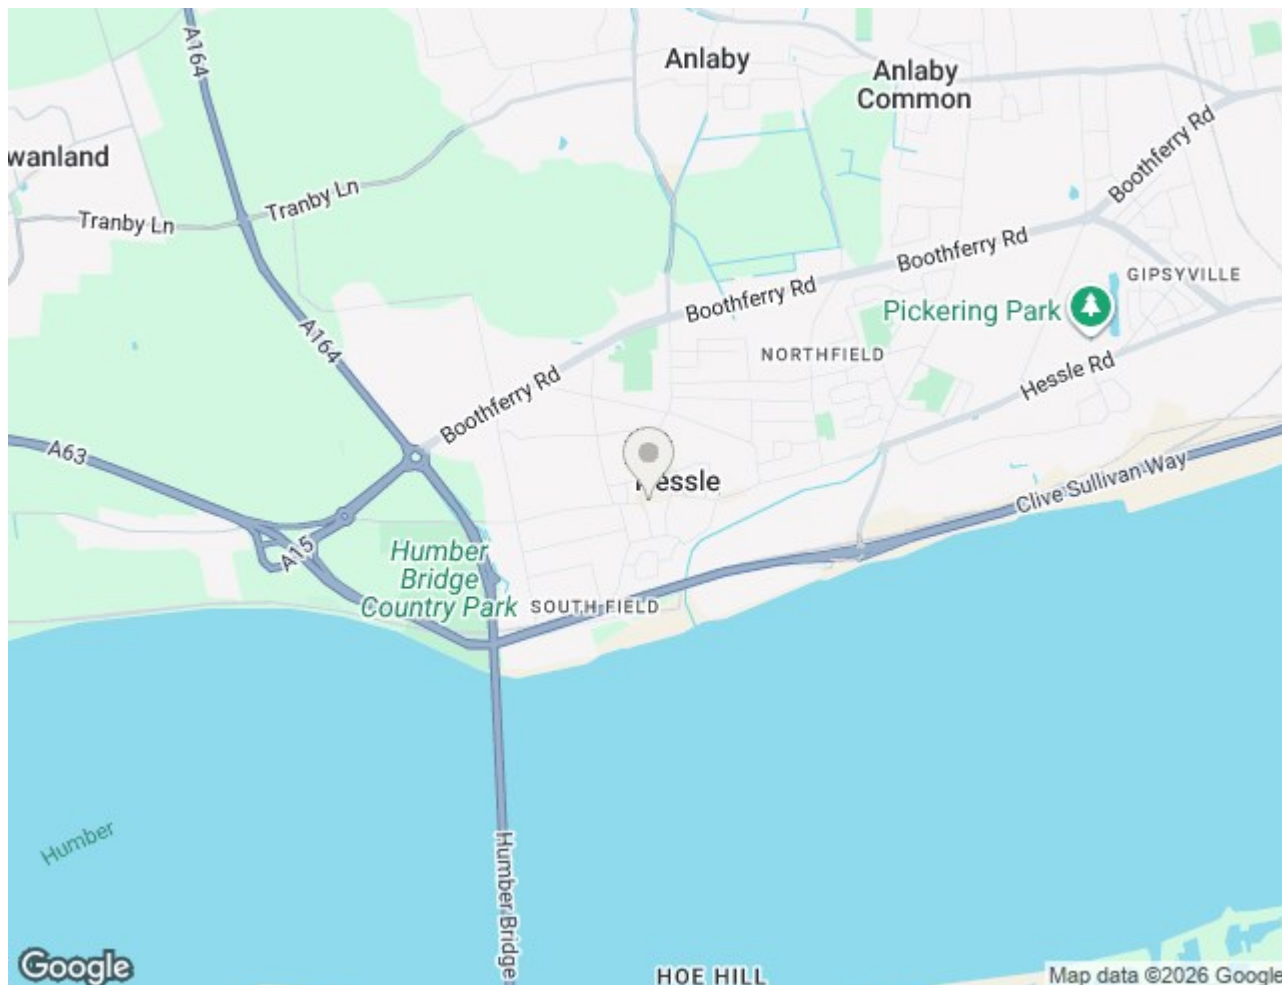 A164
Anlaby
Anlaby
Common
wanland
Tranby Ln
Tranby Ln
Boothferry Rd
Boothferry Rd
Boothferry Rd
GIPSYVILLE
Pickering Park
A164
NORTHFIELD
Hessle Rd
Boothferry Rd
A63
essle
Clive Sullivan Way
A15
Humber
Bridge
Country Park
SOUTH FIELD
Humber
Humber Bridge
HOE HILL
Google
Map data ©2026 Google